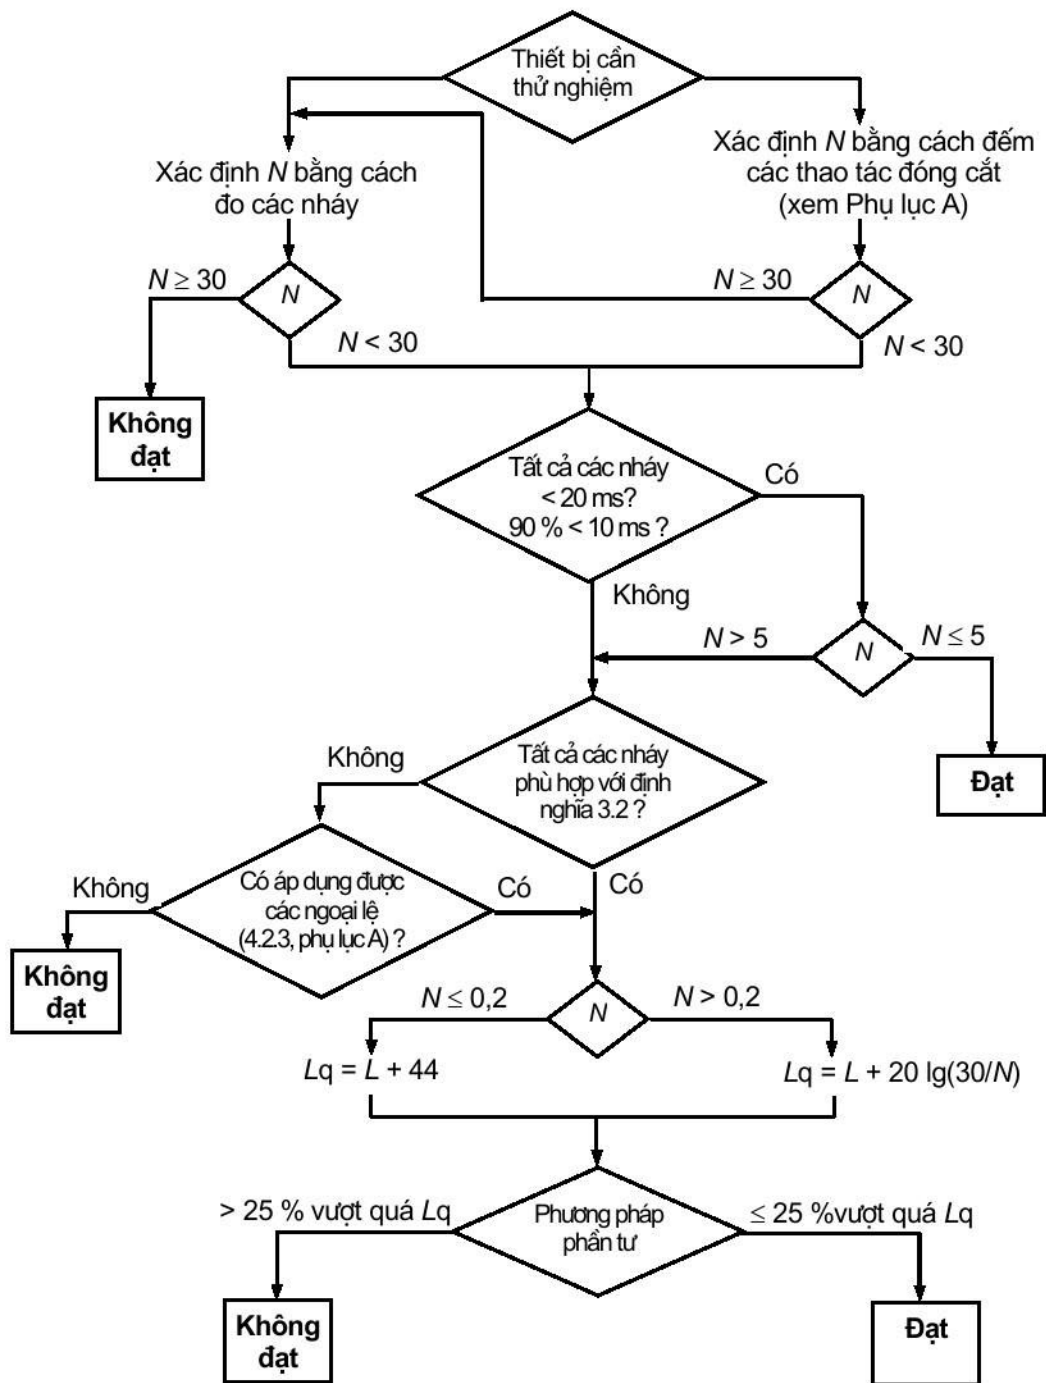 Thiết bị cần
thử nghiệm
Xác định N bằng cách
đo các nháy
Xác định N bằng cách đếm
các thao tác đóng cắt
(xem Phụ lục A)
N ≥ 30
N
N < 30
N ≥ 30
N
N < 30
Không
đạt
Tất cả các nháy
< 20 ms?
90 % < 10 ms ?
Có
Không
N > 5
N
N ≤ 5
Đạt
Tất cả các nháy
phù hợp với định
nghĩa 3.2 ?
Không
Có
Có áp dụng được
các ngoại lệ
(4.2.3, phụ lục A) ?
Không
Có
Không
đạt
N ≤ 0,2
N
N > 0,2
Lq = L + 44
Lq = L + 20 lg(30/N)
> 25 % vượt quá Lq
Phương pháp
phần tư
≤ 25 %vượt quá Lq
Không
đạt
Đạt